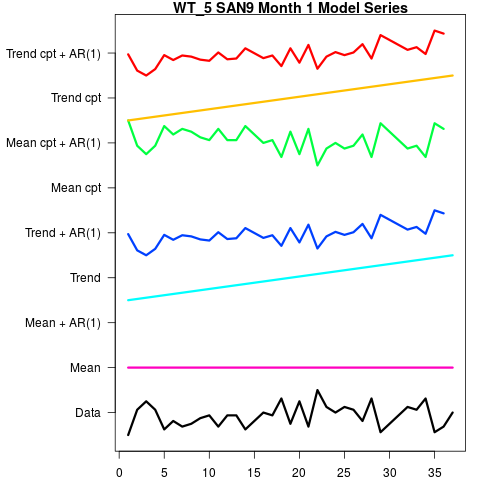 WT_5 SAN9 Month 1 Model Series
Trend cpt + AR(1)
Trend cpt
Mean cpt + AR(1)
Mean cpt
Trend + AR(1)
Trend
Mean + AR(1)
Mean
Data
0 5 10 15 20 25 30 35